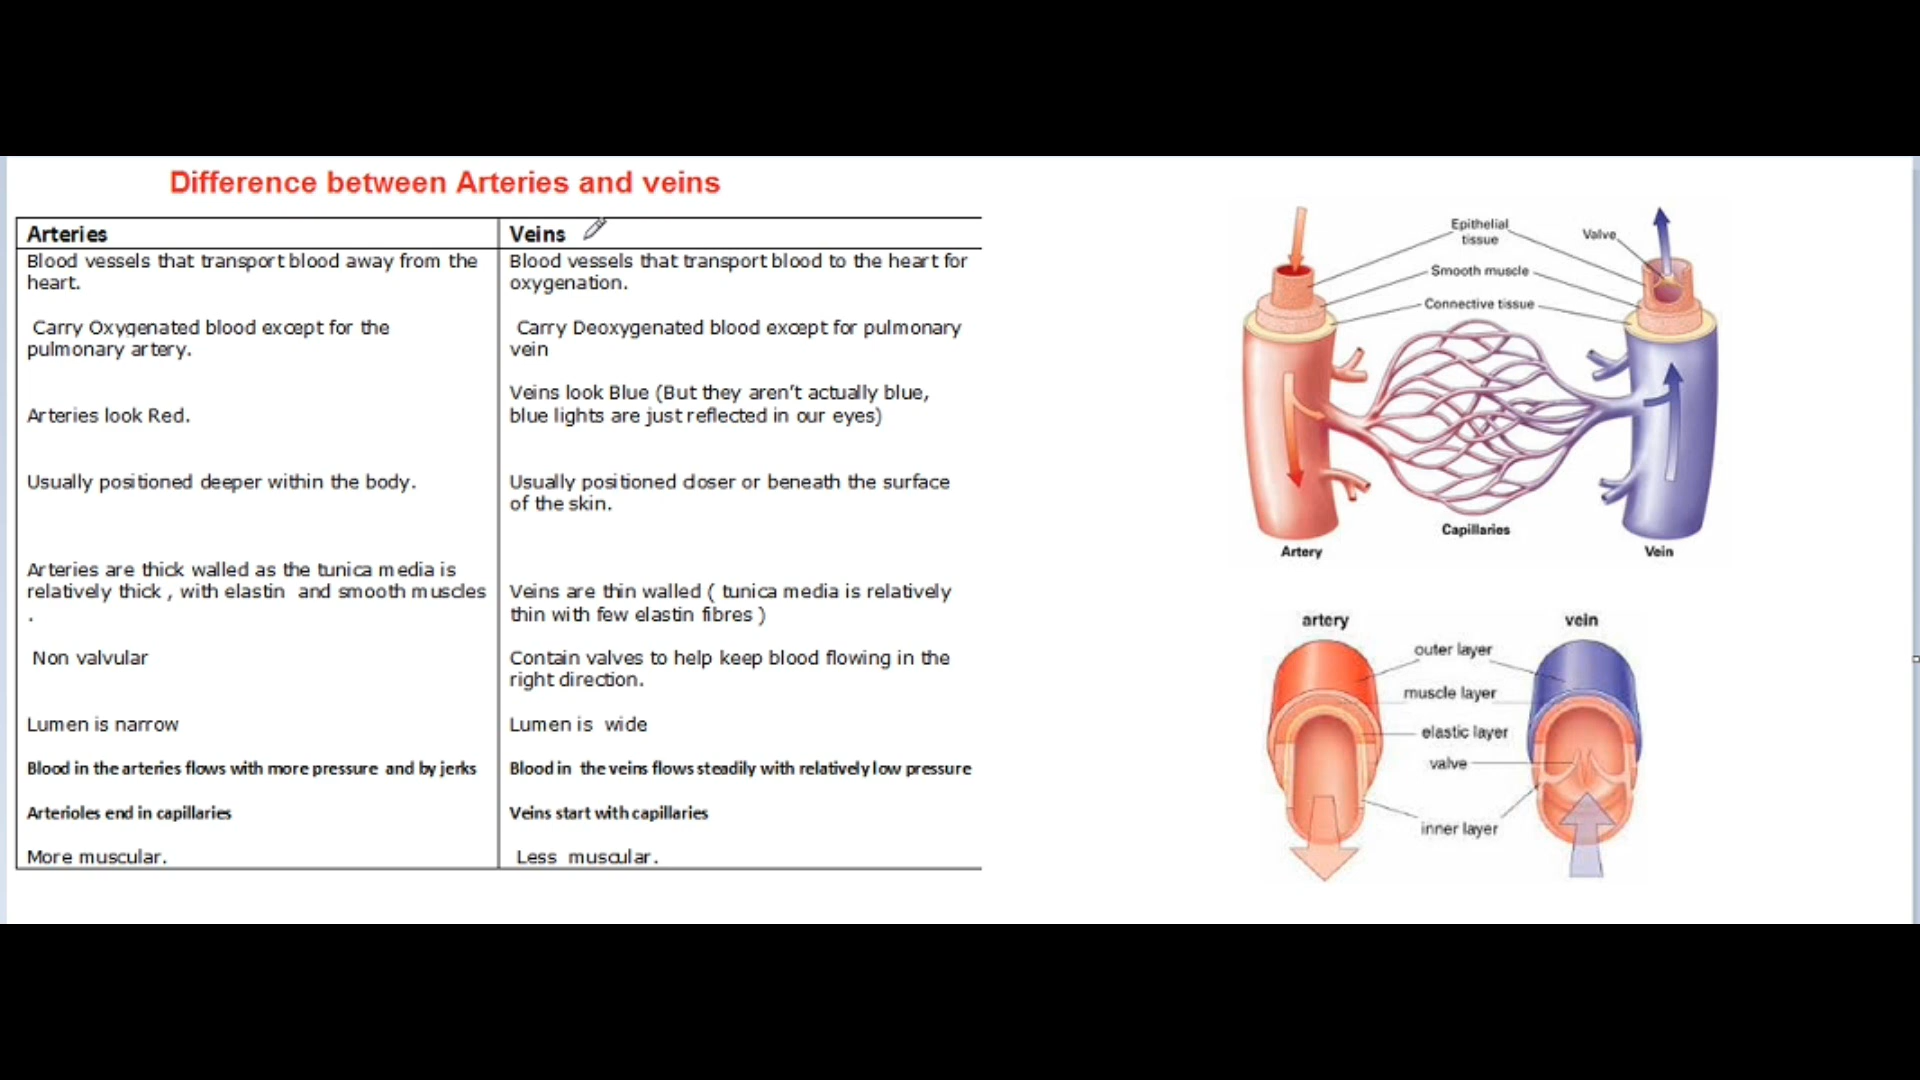 Difference between Arteries and veins
Arteries
Blood vessels that transport blood away from the
heart.
Carry Oxygenated blood except for the
pulmonary artery.
Arteries look Red.
Usually positioned deeper within the body.
Arteries are thick walled as the tunica media is
relatively thick , with elastin and smooth muscles
.
Non valvular
Lumen is narrow
Blood in the arteries flows with more pressure and by jerks
Arterioles end in capillaries
More muscular.
Veins
Blood vessels that transport blood to the heart for
oxygenation.
Carry Deoxygenated blood except for pulmonary
vein
Veins look Blue (But they aren't actually blue,
blue lights are just reflected in our eyes)
Usually positioned closer or beneath the surface
of the skin.
Veins are thin walled ( tunica media is relatively
thin with few elastin fibres )
Contain valves to help keep blood flowing in the
right direction.
Lumen is wide
Blood in the veins flows steadily with relatively low pressure
Veins start with capillaries
Less muscular.
Epithelial
tissue
Valve
Smooth muscle
Connective tissue
Capillaries
Artery
Vein
artery
vein
outer layer
muscle layer
elastic layer
valve
inner layer